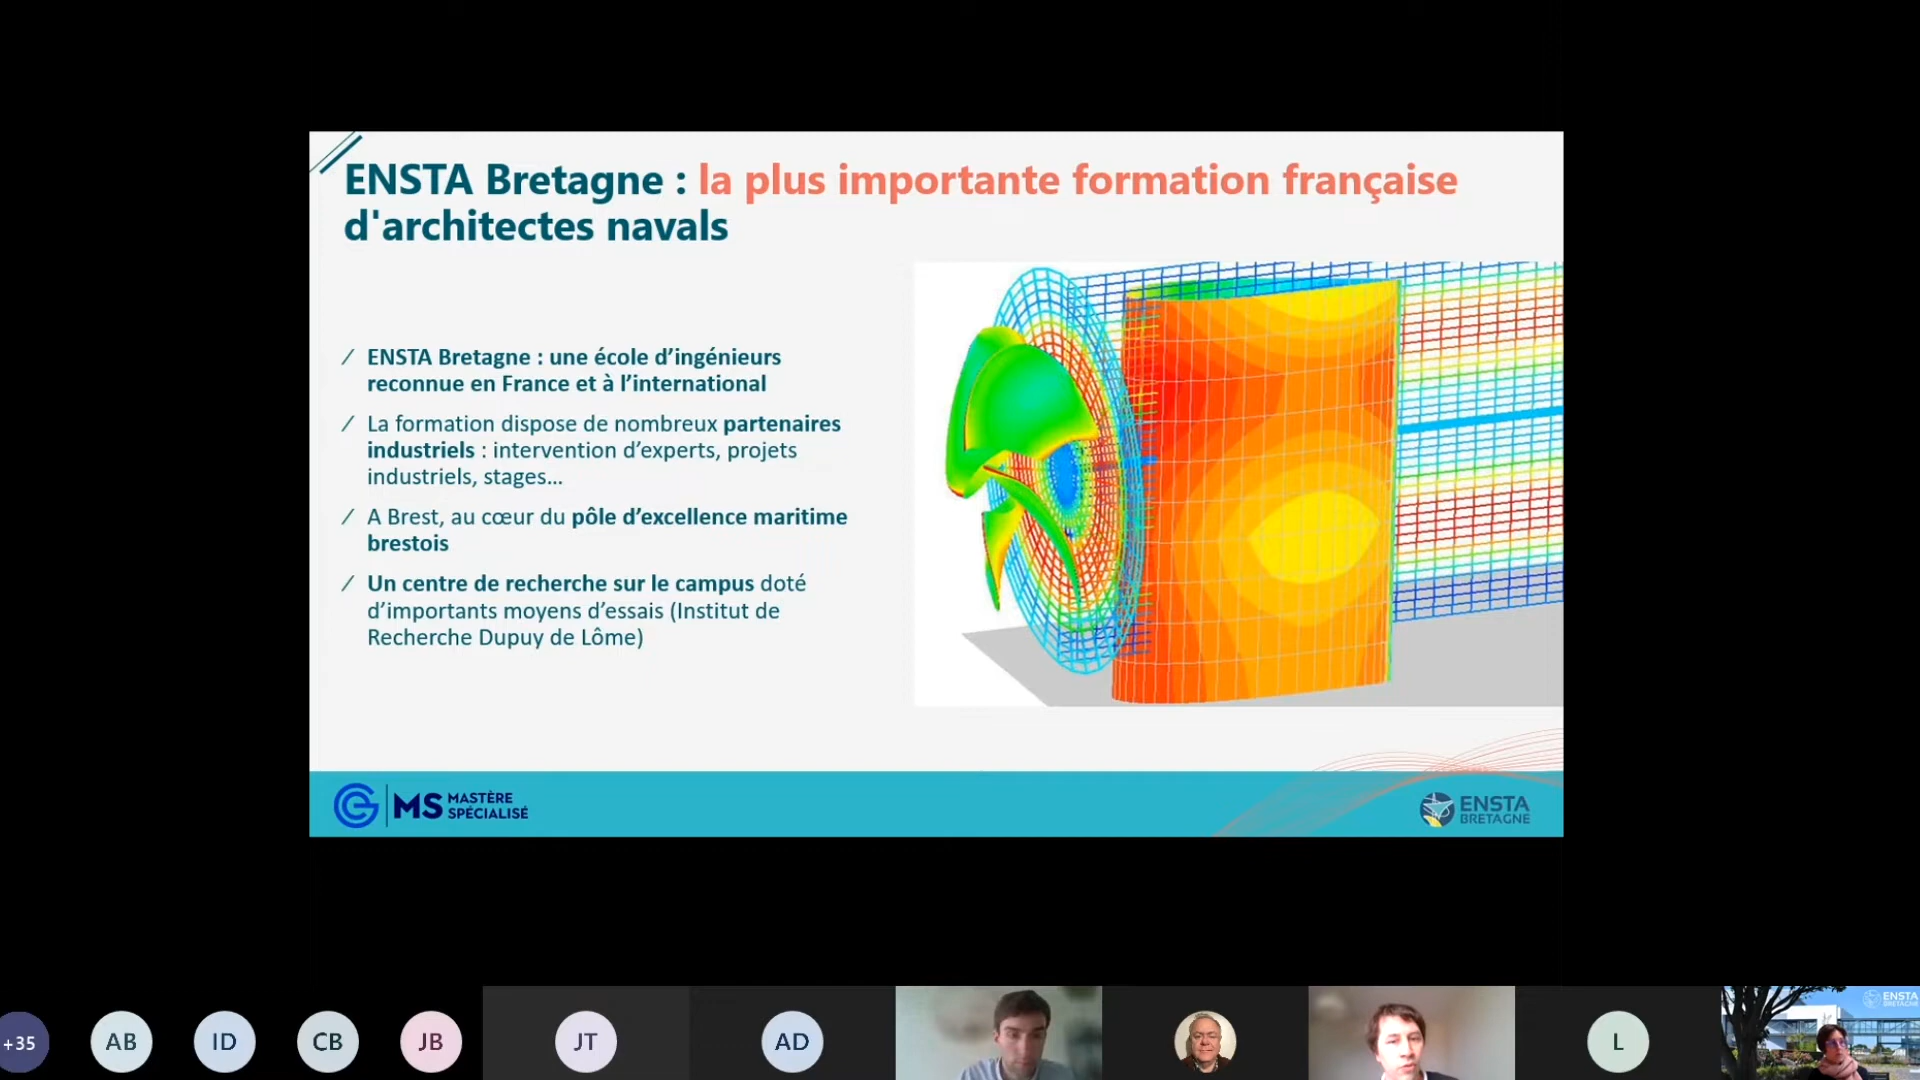 ENSTA Bretagne : la plus importante formation française
d'architectes navals
/ ENSTA Bretagne : une école d’ingénieurs
reconnue en France et à l’international
/ La formation dispose de nombreux partenaires
industriels : intervention d’experts, projets
industriels, stages…
/ A Brest, au cœur du pôle d’excellence maritime
brestois
/ Un centre de recherche sur le campus doté
d’importants moyens d’essais (Institut de
Recherche Dupuy de Lôme)
MS MASTÈRE
SPÉCIALISÉ
ENSTA
BRETAGNE
+35
AB
ID
CB
JB
JT
AD
L
ENSTA
BRETAGNE